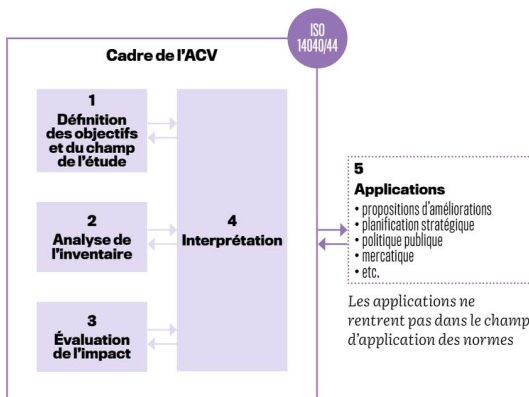 ISO
14040/44
Cadre de l'ACV
1
Définition
des objectifs
et du champ
de l'étude
2
Analyse de
l'inventaire
3
Évaluation
de l'impact
4
Interprétation
5
Applications
• propositions d'améliorations
• planification stratégique
• politique publique
• mercatique
• etc.
Les applications ne
rentrent pas dans le champ
d'application des normes